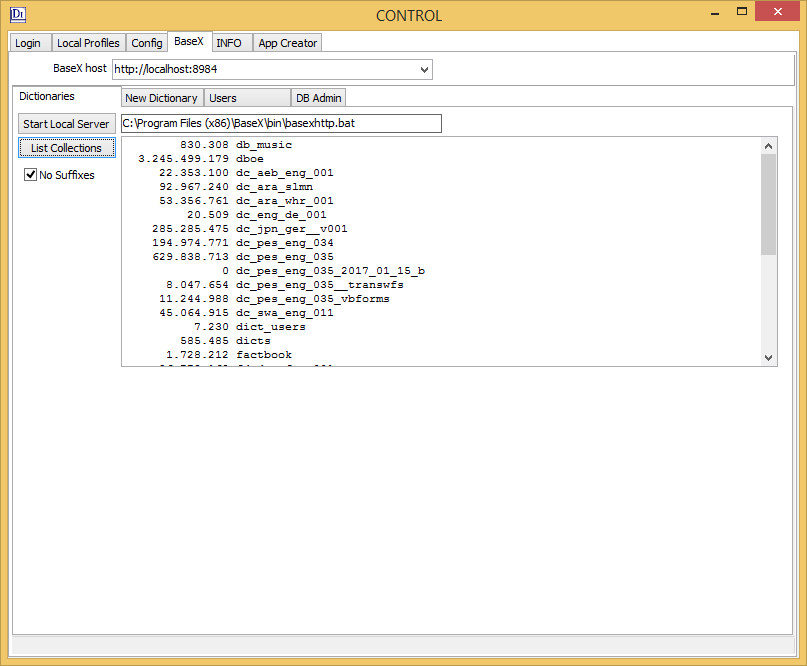 DI
CONTROL
Login Local Profiles Config BaseX INFO App Creator
BaseX host http://localhost:8984
Dictionaries New Dictionary Users DB Admin
Start Local Server C:\Program Files (x86)\BaseX\bin\basexhttp.bat
List Collections
No Suffixes
830.308 db_music
3.245.499.179 dboe
22.353.100 dc_aeb_eng_001
92.967.240 dc_ara_slmn
53.356.761 dc_ara_whr_001
20.509 dc_eng_de_001
285.285.475 dc_jpn_ger__v001
194.974.771 dc_pes_eng_034
629.838.713 dc_pes_eng_035
0 dc_pes_eng_035_2017_01_15_b
8.047.654 dc_pes_eng_035__transwfs
11.244.988 dc_pes_eng_035_vbforms
45.064.915 dc_swa_eng_011
7.230 dict_users
585.485 dicts
1.728.212 factbook